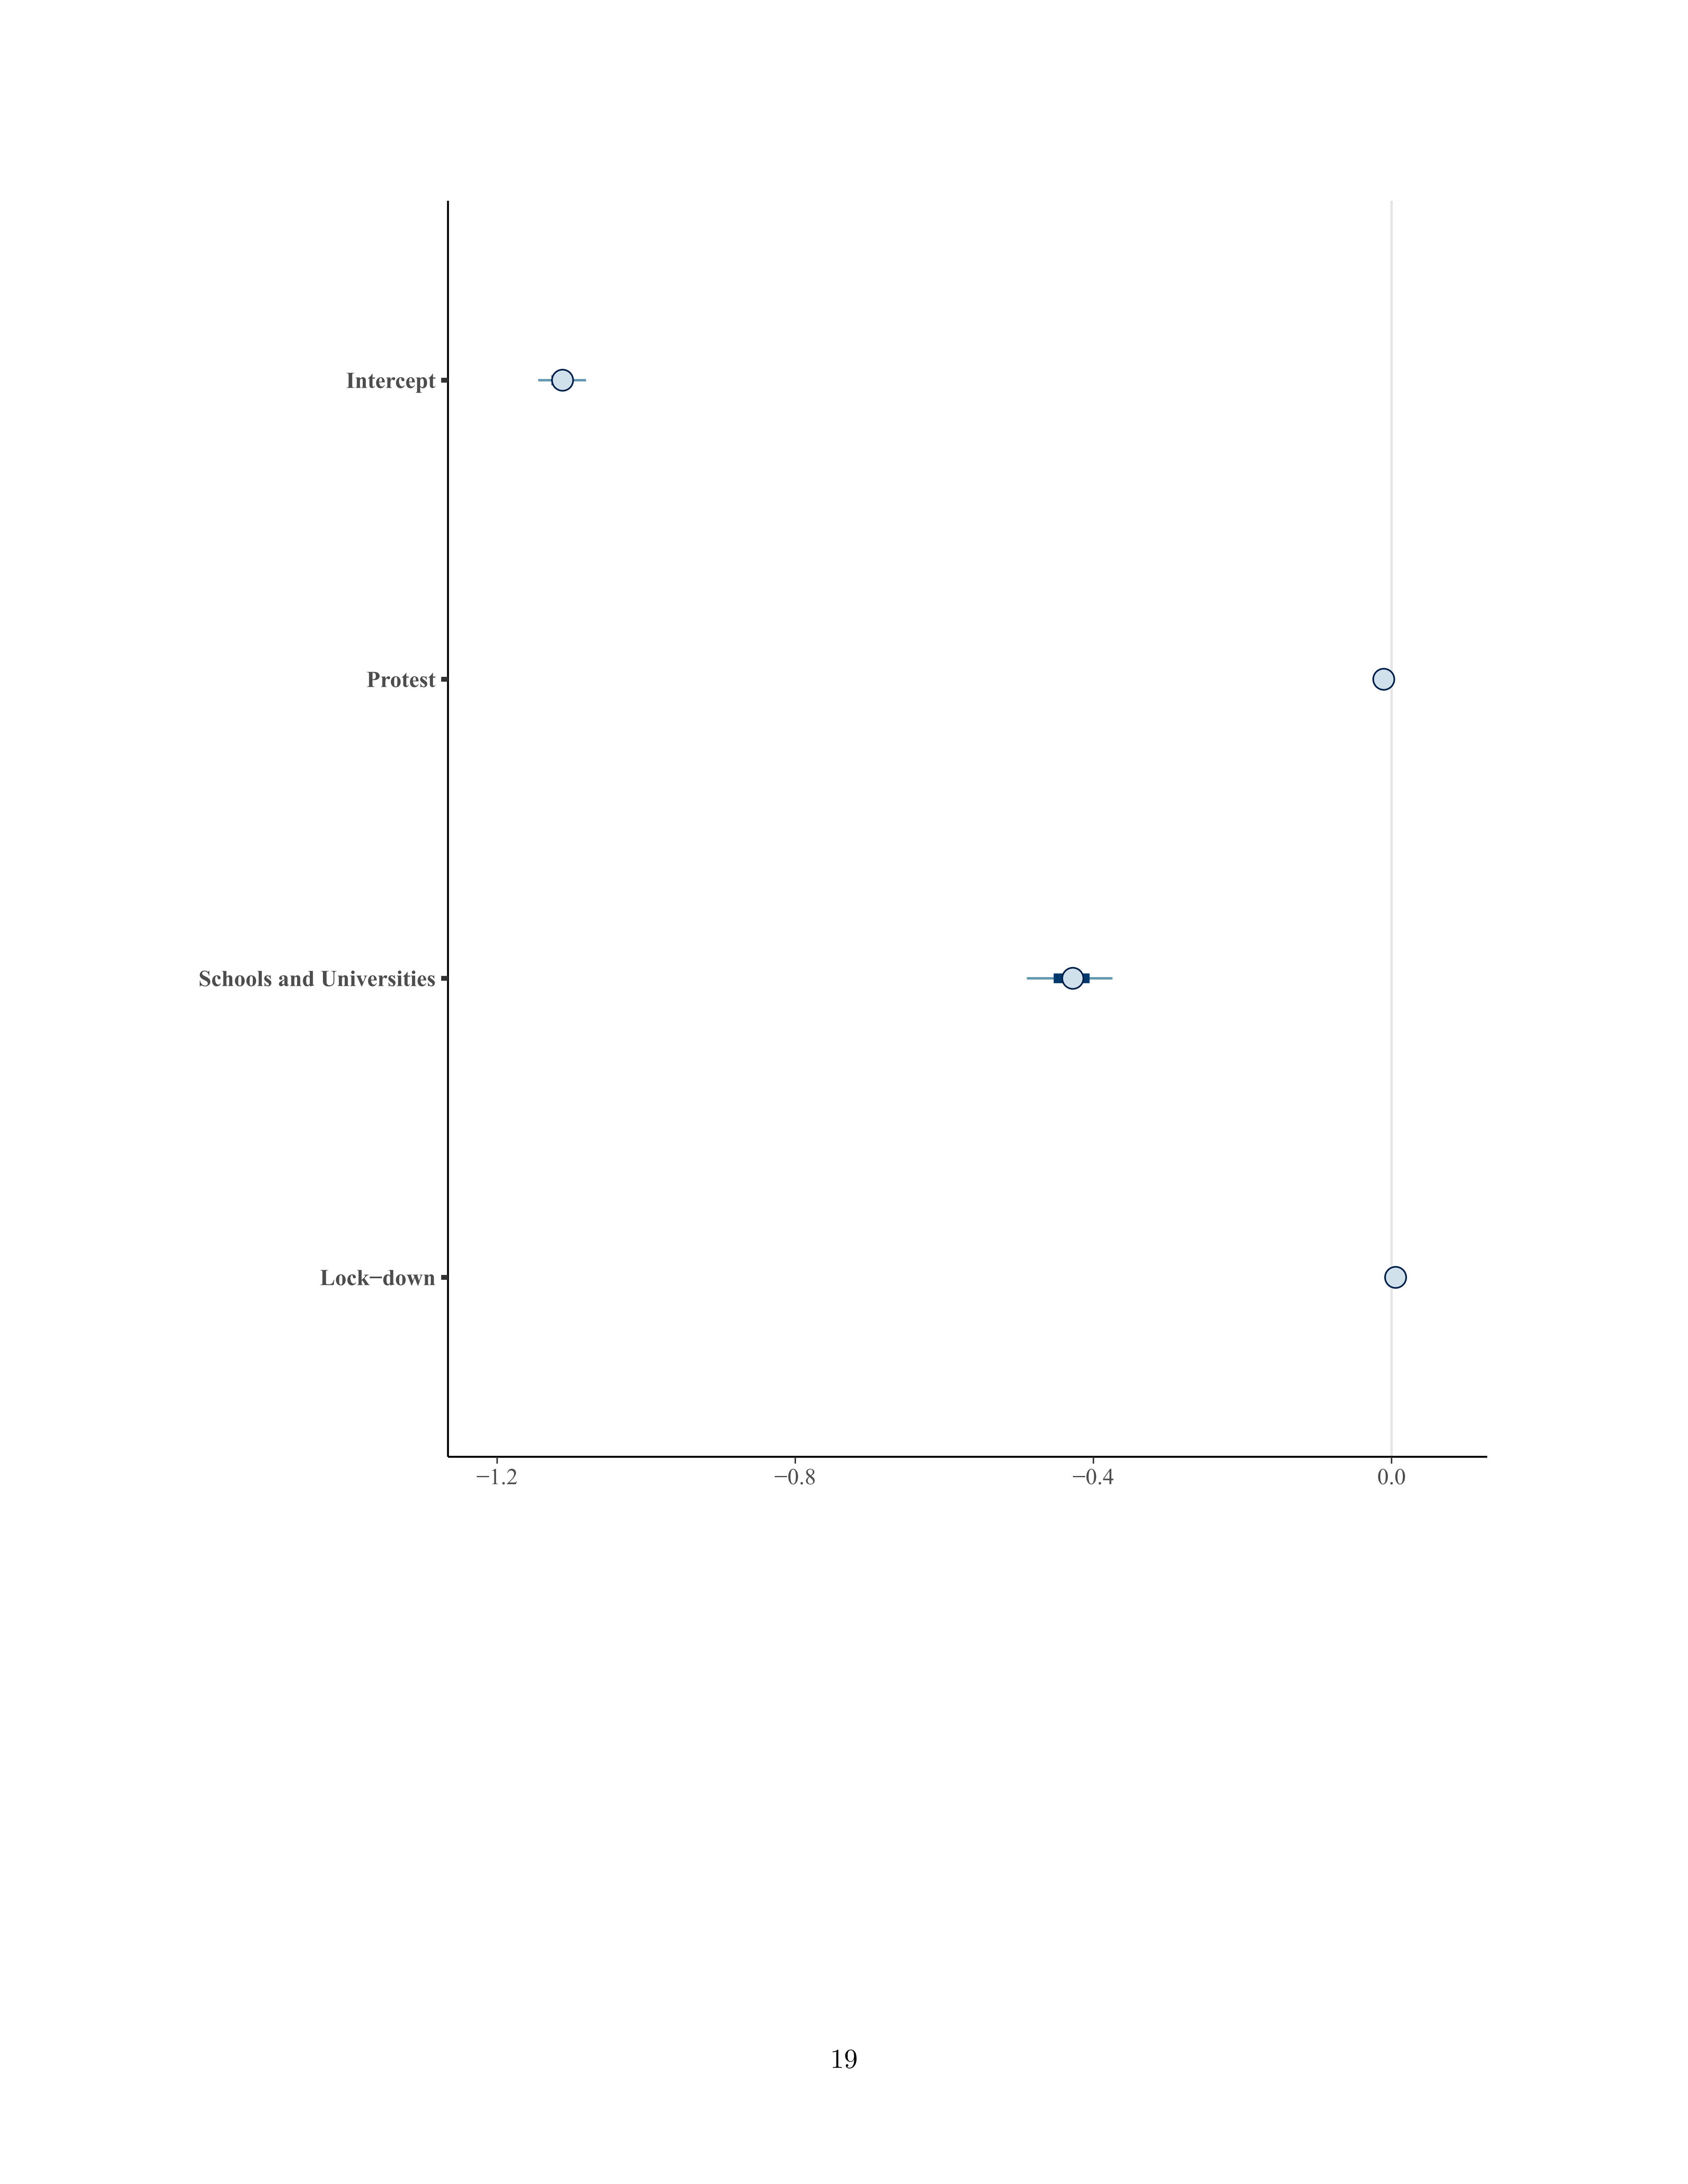 Intercept
Protest
Schools and Universities
Lock−down
−1.2 −0.8 −0.4 0.0
19